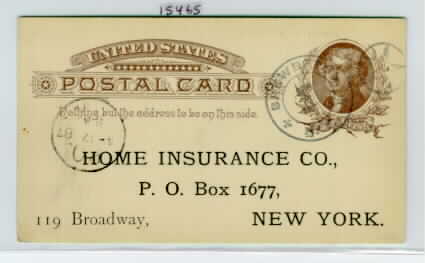 15465
UNITED STATES
POSTAL CARD
Nothing but the address to be on this side.
HOME INSURANCE CO.,
P. O. Box 1677,
119 Broadway,
NEW YORK.